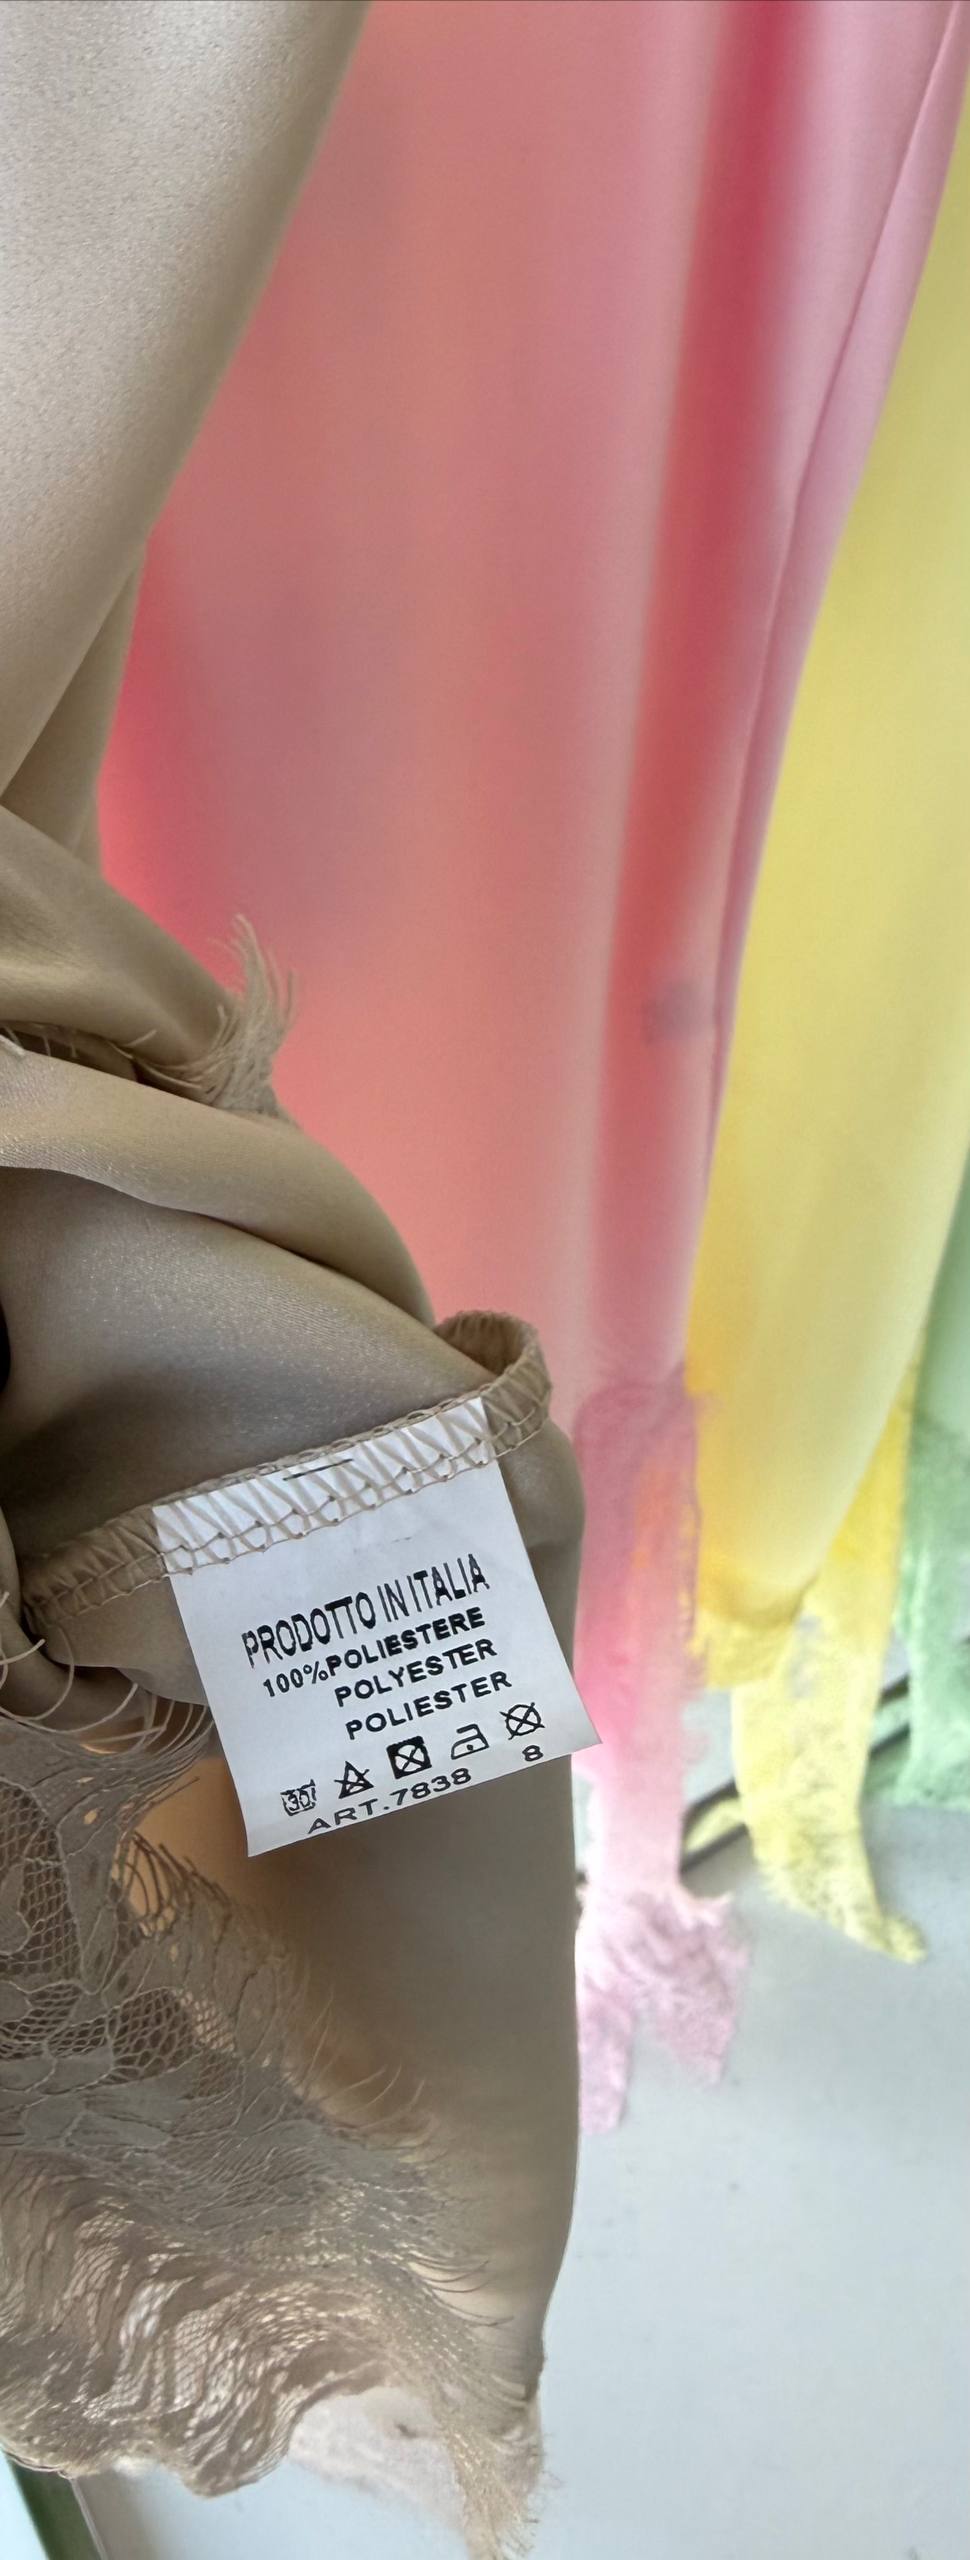 PRODOTTO IN ITALIA
100%POLIESTERE
POLYESTER
POLIESTER
30
8
ART.7838